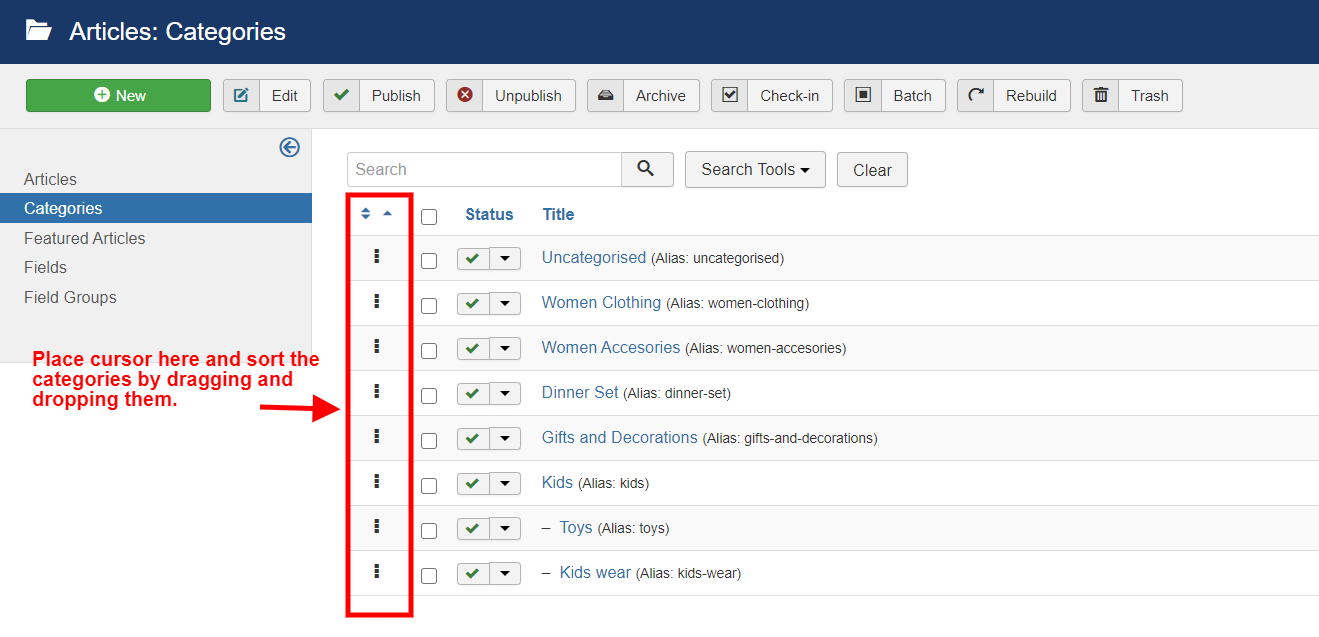 Articles: Categories
New Edit Publish Unpublish Archive Check-in Batch Rebuild Trash
Articles
Categories
Featured Articles
Fields
Field Groups
Place cursor here and sort the
categories by dragging and
dropping them.
Search Search Tools Clear
Status Title
Uncategorised (Alias: uncategorised)
Women Clothing (Alias: women-clothing)
Women Accesories (Alias: women-accesories)
Dinner Set (Alias: dinner-set)
Gifts and Decorations (Alias: gifts-and-decorations)
Kids (Alias: kids)
– Toys (Alias: toys)
– Kids wear (Alias: kids-wear)